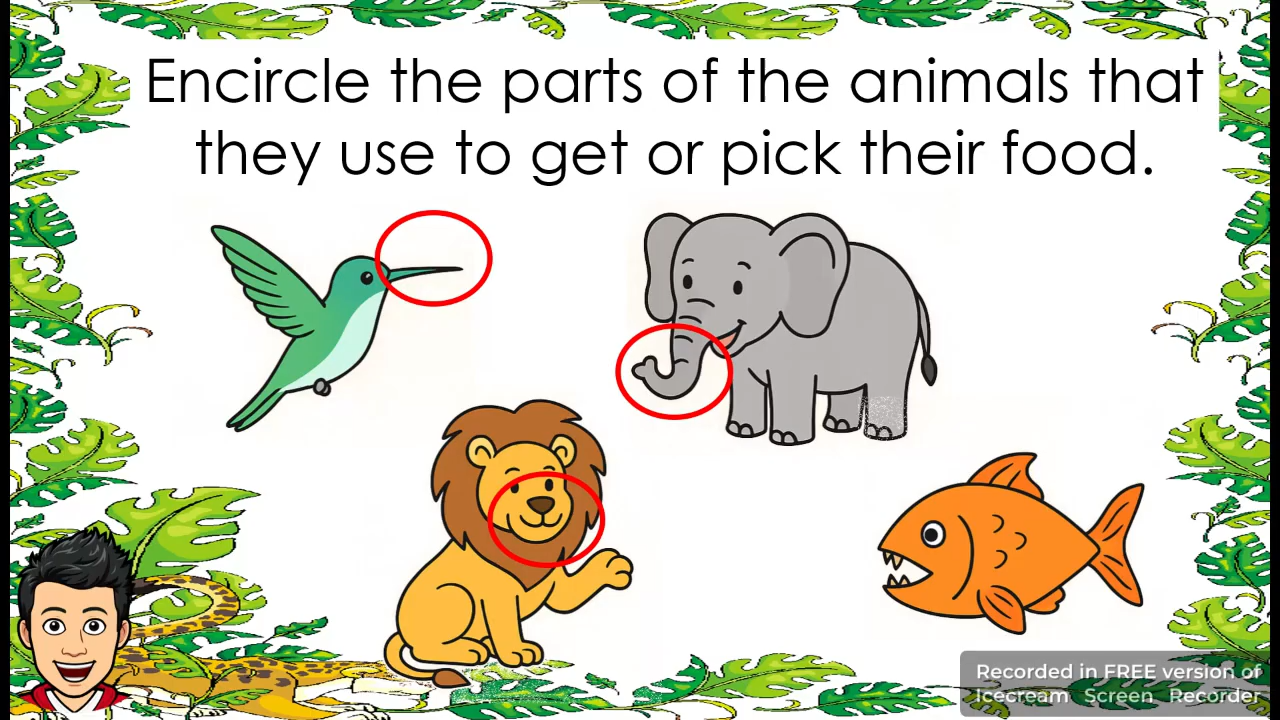 Encircle the parts of the animals that
they use to get or pick their food.
Recorded in FREE version of
Icecream Screen Recorder